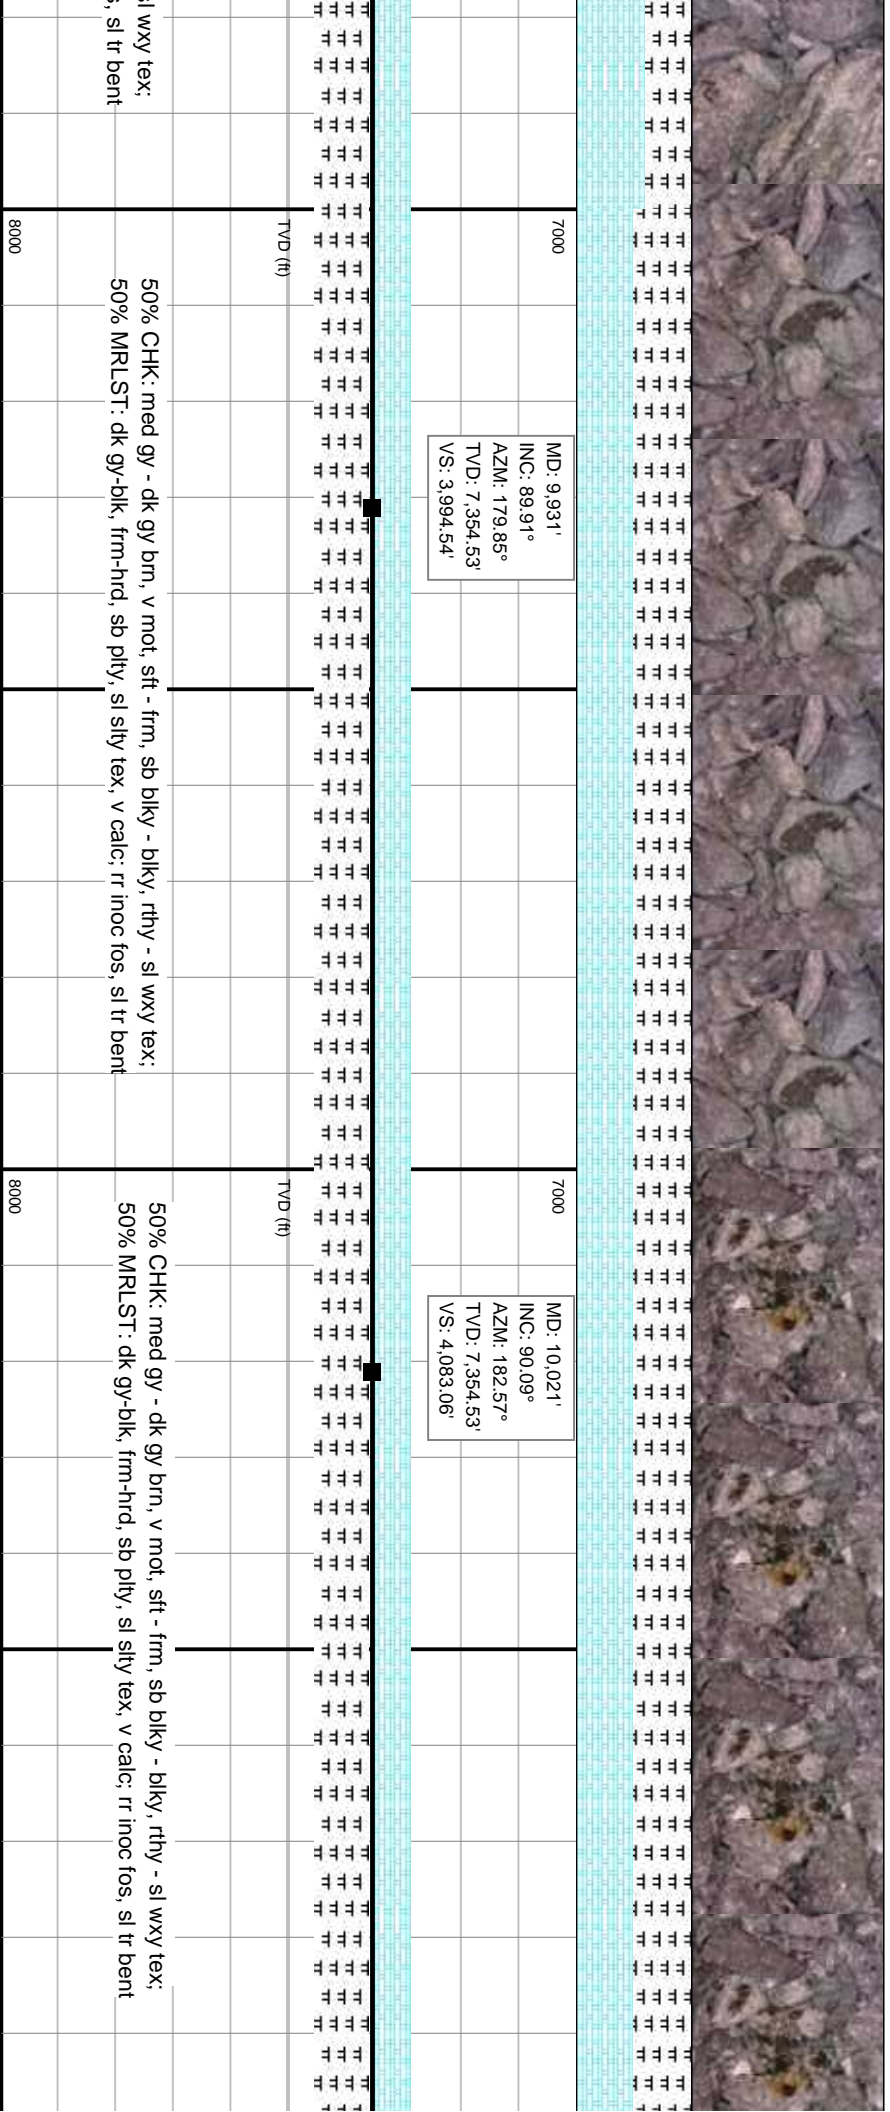 sl wxy tex;
s, sl tr bent
7000
TVD (ft)
8000
MD: 9,931'
INC: 89.91°
AZM: 179.85°
TVD: 7,354.53'
VS: 3,994.54'
50% CHK: med gy - dk gy brn, v mot, sft - frm, sb blky - blky, rthy - sl wxy tex;
50% MRLST: dk gy-blk, frm-hrd, sb plty, sl slty tex, v calc; rr inoc fos, sl tr bent
7000
TVD (ft)
8000
MD: 10,021'
INC: 90.09°
AZM: 182.57°
TVD: 7,354.53'
VS: 4,083.06'
50% CHK: med gy - dk gy brn, v mot, sft - frm, sb blky - blky, rthy - sl wxy tex;
50% MRLST: dk gy-blk, frm-hrd, sb plty, sl slty tex, v calc; rr inoc fos, sl tr bent